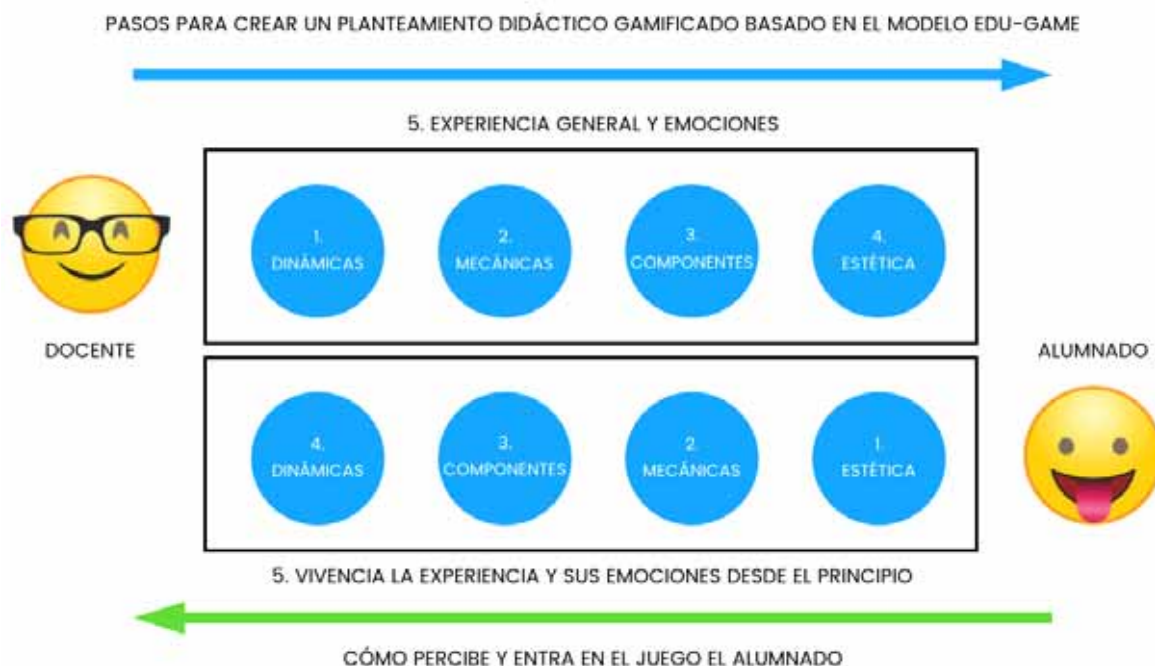 PASOS PARA CREAR UN PLANTEAMIENTO DIDÁCTICO GAMIFICADO BASADO EN EL MODELO EDU-GAME
5. EXPERIENCIA GENERAL Y EMOCIONES
1.
DINÁMICAS
2.
MECÁNICAS
3.
COMPONENTES
4.
ESTÉTICA
DOCENTE
ALUMNADO
4.
DINÁMICAS
3.
COMPONENTES
2.
MECÁNICAS
1.
ESTÉTICA
5. VIVENCIA LA EXPERIENCIA Y SUS EMOCIONES DESDE EL PRINCIPIO
CÓMO PERCIBE Y ENTRA EN EL JUEGO EL ALUMNADO